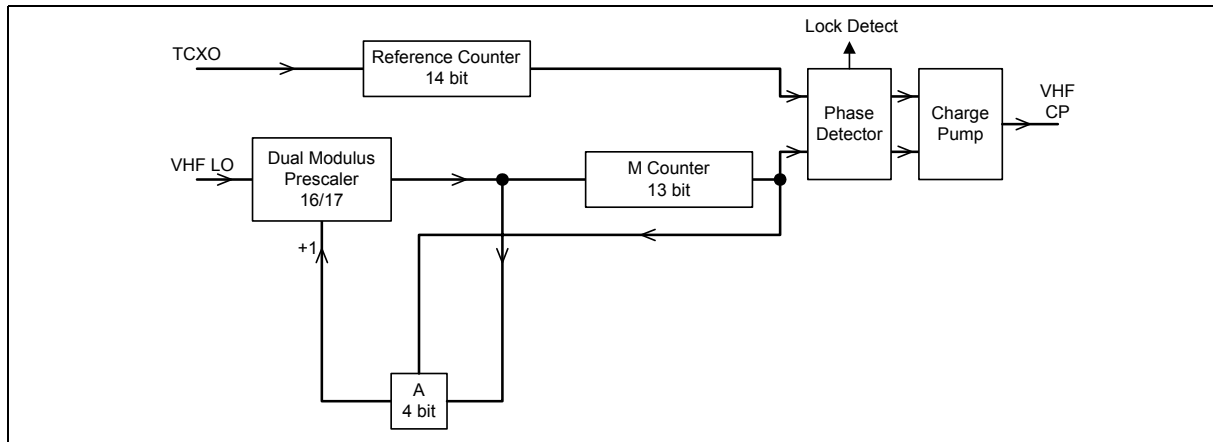 Lock Detect
TCXO
Reference Counter
14 bit
VHF
CP
Phase
Detector
Charge
Pump
VHF LO
Dual Modulus
Prescaler
16/17
M Counter
13 bit
+1
A
4 bit